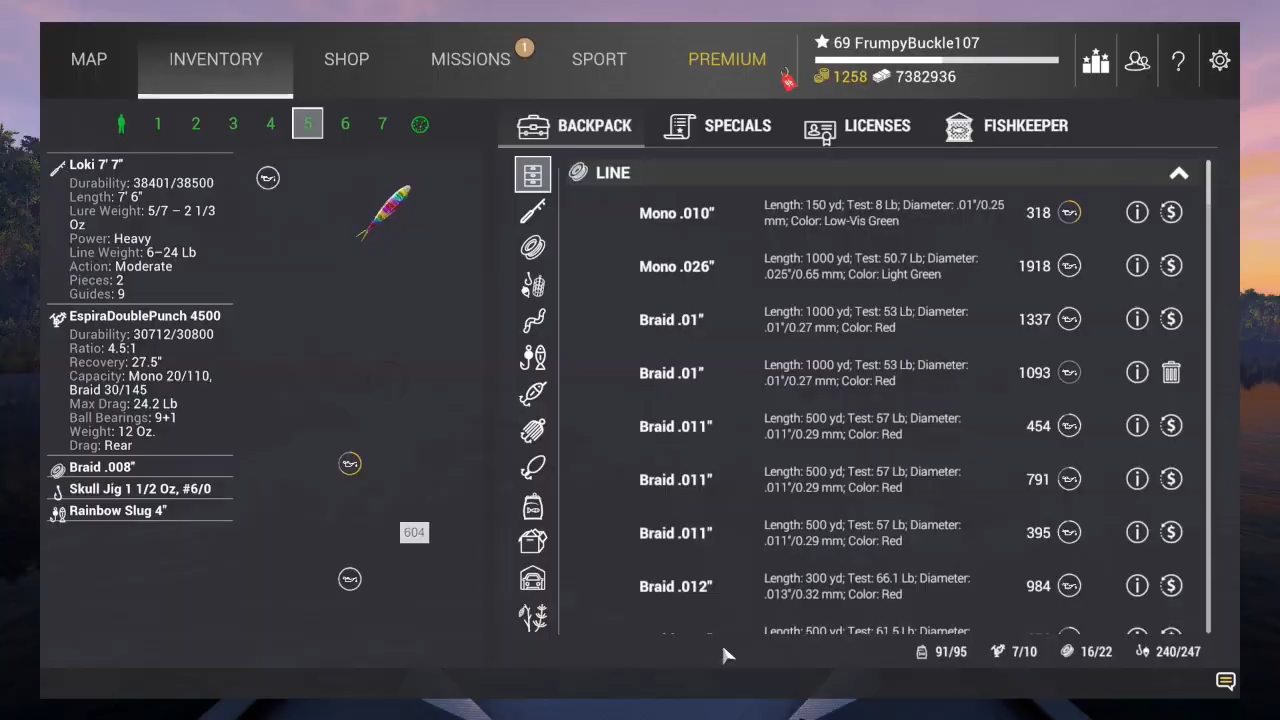 MAP
INVENTORY
SHOP
MISSIONS
1
SPORT
PREMIUM
69 FrumpyBuckle107
1258
7382936
?
1
2
3
4
5
6
7
BACKPACK
SPECIALS
LICENSES
FISHKEEPER
Loki 7' 7"
Durability: 38401/38500
Length: 7' 6"
Lure Weight: 5/7 – 2 1/3
Oz
Power: Heavy
Line Weight: 6–24 Lb
Action: Moderate
Pieces: 2
Guides: 9
EspiraDoublePunch 4500
Durability: 30712/30800
Ratio: 4.5:1
Recovery: 27.5"
Capacity: Mono 20/110,
Braid 30/145
Max Drag: 24.2 Lb
Ball Bearings: 9+1
Weight: 12 Oz.
Drag: Rear
Braid .008"
Skull Jig 1 1/2 Oz, #6/0
Rainbow Slug 4"
604
LINE
Mono .010"
Length: 150 yd; Test: 8 Lb; Diameter: .01"/0.25
mm; Color: Low-Vis Green
318
Mono .026"
Length: 1000 yd; Test: 50.7 Lb; Diameter:
.025"/0.65 mm; Color: Light Green
1918
Braid .01"
Length: 1000 yd; Test: 53 Lb; Diameter:
.01"/0.27 mm; Color: Red
1337
Braid .01"
Length: 1000 yd; Test: 53 Lb; Diameter:
.01"/0.27 mm; Color: Red
1093
Braid .011"
Length: 500 yd; Test: 57 Lb; Diameter:
.011"/0.29 mm; Color: Red
454
Braid .011"
Length: 500 yd; Test: 57 Lb; Diameter:
.011"/0.29 mm; Color: Red
791
Braid .011"
Length: 500 yd; Test: 57 Lb; Diameter:
.011"/0.29 mm; Color: Red
395
Braid .012"
Length: 300 yd; Test: 66.1 Lb; Diameter:
.013"/0.32 mm; Color: Red
984
Length: 500 yd; Test: 61.5 Lb; Diameter:
91/95
7/10
16/22
240/247